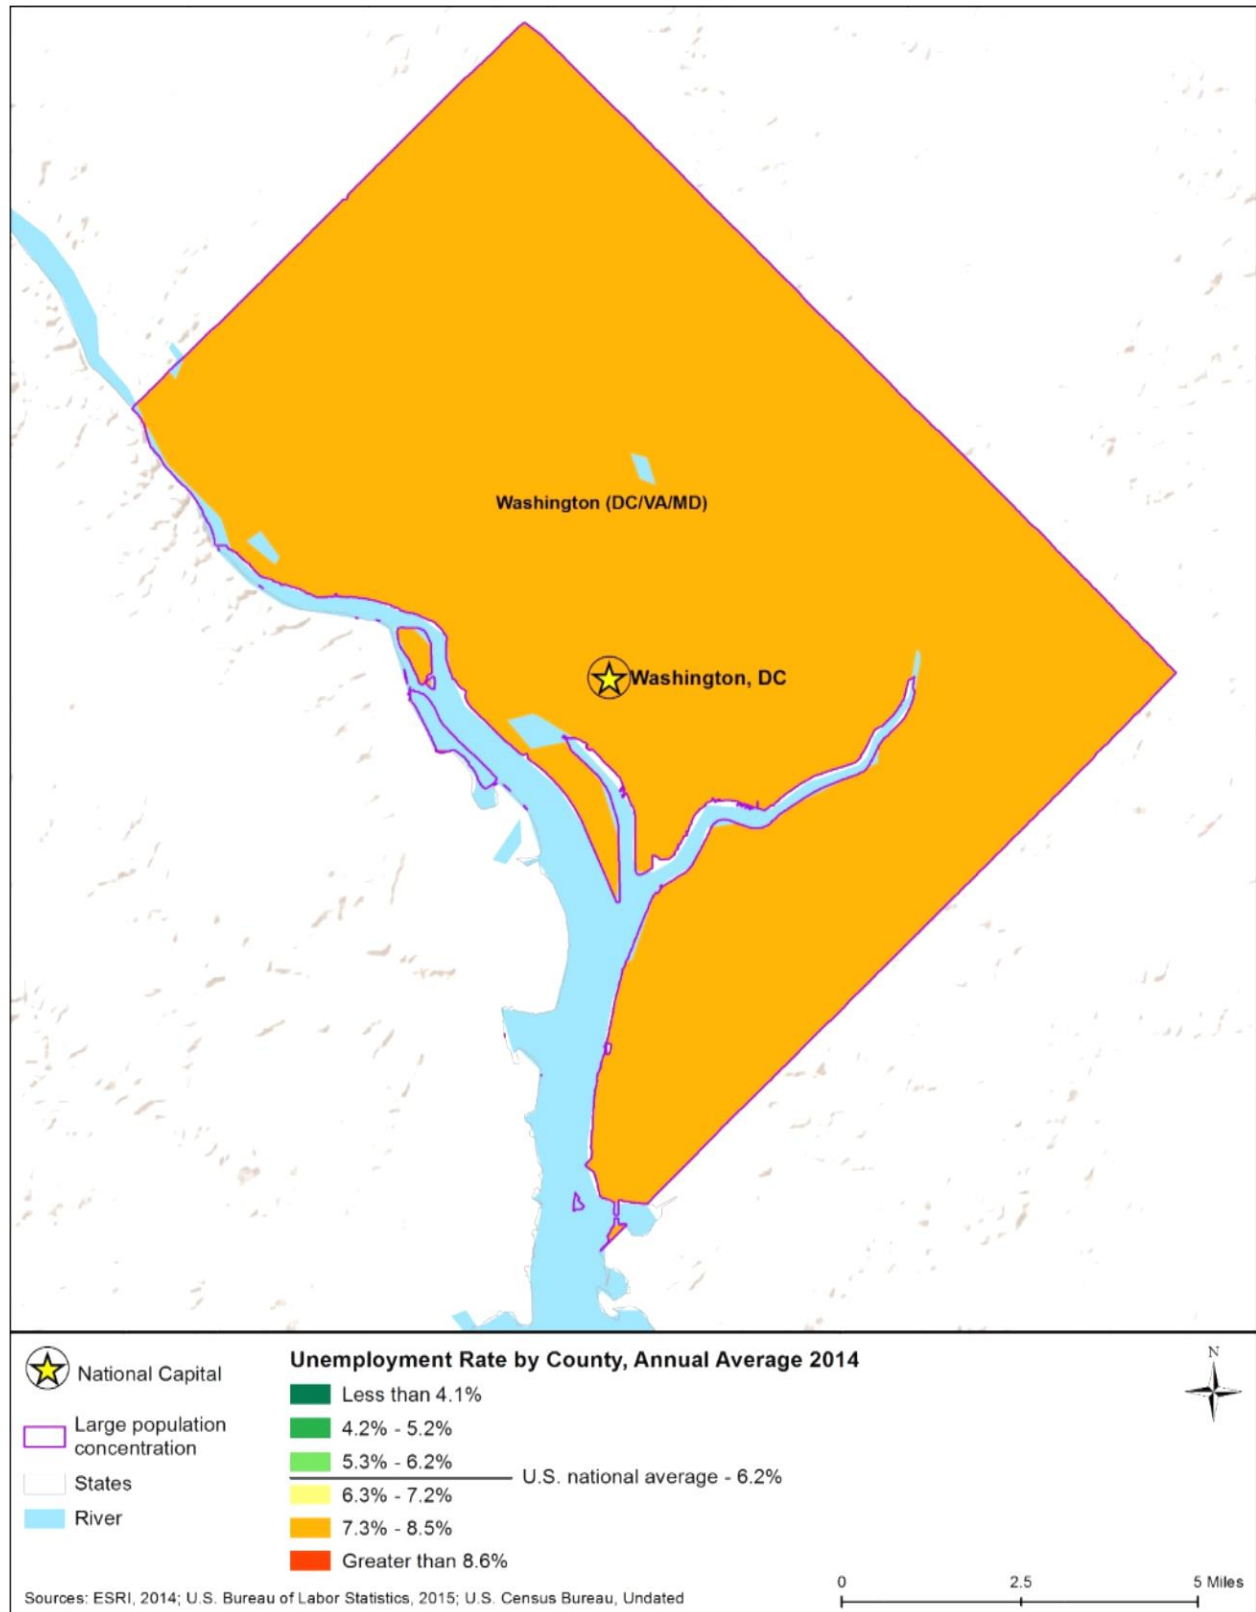 Washington (DC/VA/MD)
Washington, DC
National Capital
Large population
concentration
States
River
Unemployment Rate by County, Annual Average 2014
Less than 4.1%
4.2% - 5.2%
5.3% - 6.2%
U.S. national average - 6.2%
6.3% - 7.2%
7.3% - 8.5%
Greater than 8.6%
N
0 2.5 5 Miles
Sources: ESRI, 2014; U.S. Bureau of Labor Statistics, 2015; U.S. Census Bureau, Undated